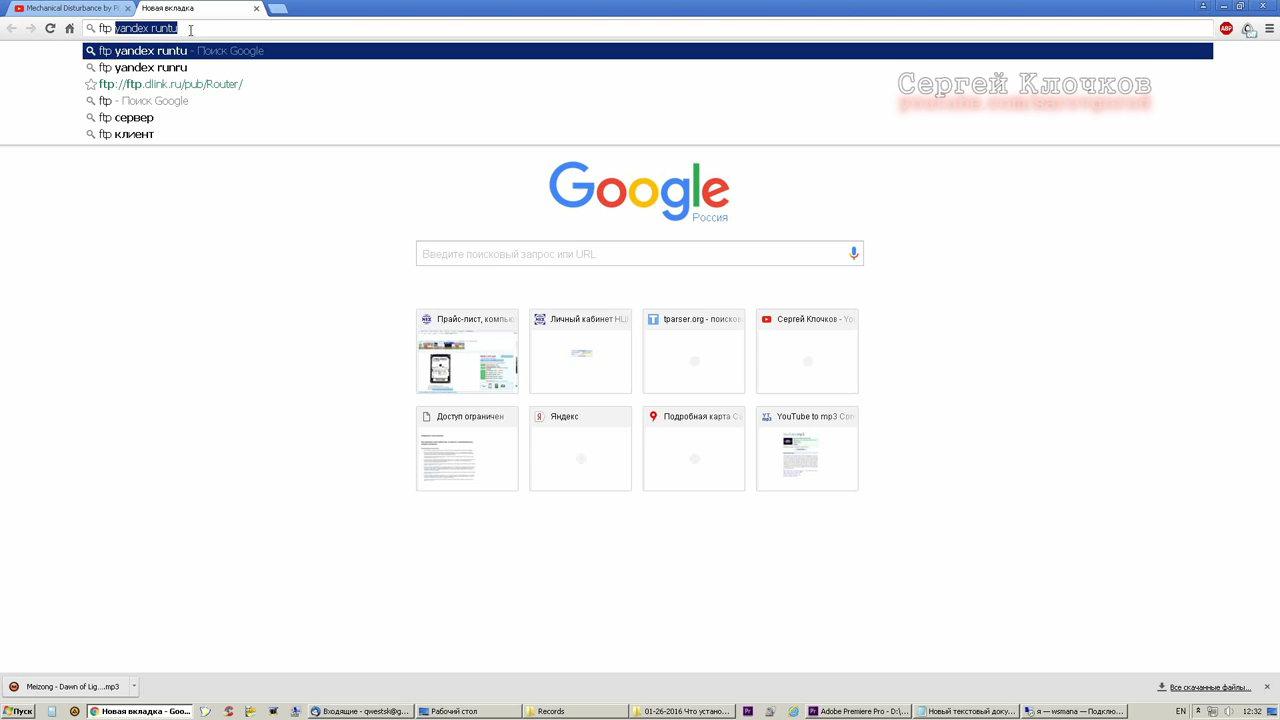 Mechanical Disturbance by Pl
Новая вкладка
ftp yandex runtu
ftp yandex runtu - Поиск Google
ftp yandex runru
ftp://ftp.dlink.ru/pub/Router/
ftp - Поиск Google
ftp сервер
ftp клиент
Сергей Клочков
Google
Россия
Введите поисковый запрос или URL
Прайс-лист, компью
Личный кабинет НЦ
tparser.org - поисков
Сергей Клочков - Yo
Доступ ограничен
Яндекс
Подробная карта С
YouTube to mp3 Con
Meizong - Dawn of Lig....mp3
Все скачанные файлы...
Пуск
Новая вкладка - Goo...
Входящие - qwestsk@g...
Рабочий стол
Records
01-26-2016 Что устано...
Adobe Premiere Pro - D:\...
Новый текстовый доку...
я — wsmana — Подклю...
EN
12:32